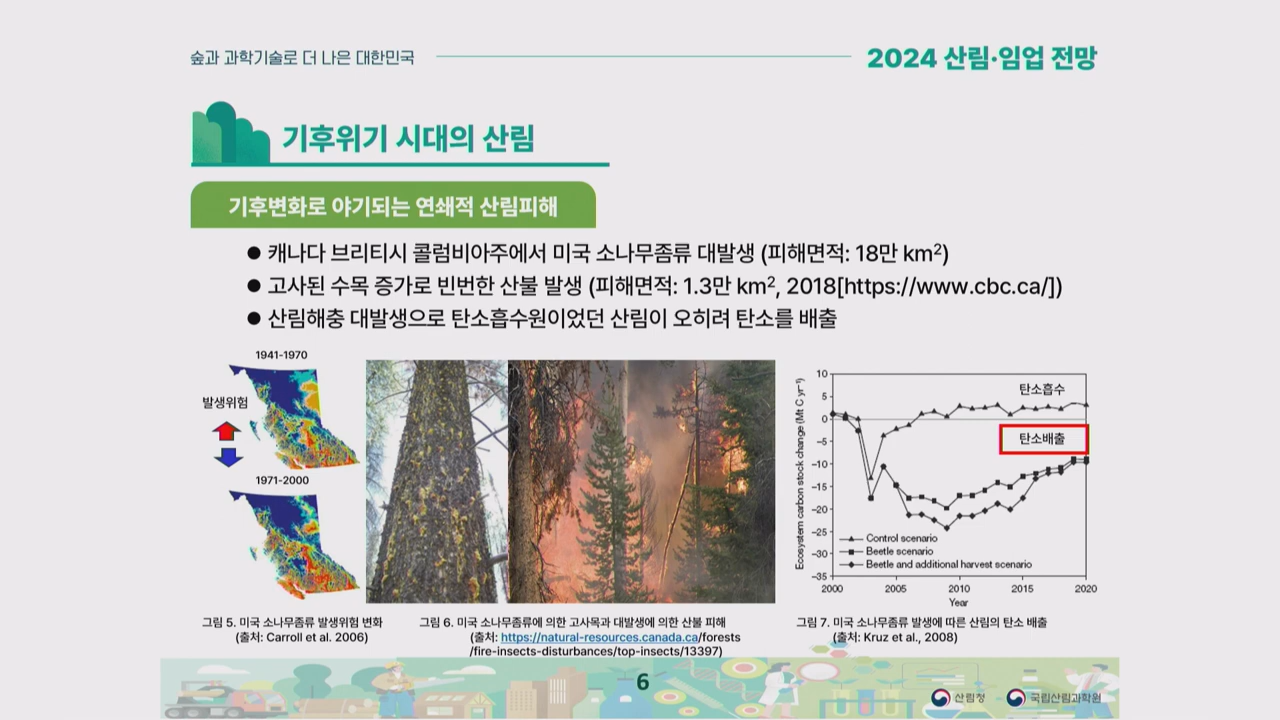 숲과 과학기술로 더 나은 대한민국
2024 산림·임업 전망
기후위기 시대의 산림
기후변화로 야기되는 연쇄적 산림피해
● 캐나다 브리티시 콜럼비아주에서 미국 소나무좀류 대발생 (피해면적: 18만 km²)
● 고사된 수목 증가로 빈번한 산불 발생 (피해면적: 1.3만 km², 2018[https://www.cbc.ca/])
● 산림해충 대발생으로 탄소흡수원이었던 산림이 오히려 탄소를 배출
1941-1970
발생위험
1971-2000
그림 5. 미국 소나무좀류 발생위험 변화
(출처: Carroll et al. 2006)
그림 6. 미국 소나무좀류에 의한 고사목과 대발생에 의한 산불 피해
(출처: https://natural-resources.canada.ca/forests
/fire-insects-disturbances/top-insects/13397)
Ecosystem carbon stock change (Mt C yr⁻¹)
10
5
0
−5
−10
−15
−20
−25
−30
−35
탄소흡수
탄소배출
Control scenario
Beetle scenario
Beetle and additional harvest scenario
2000 2005 2010 2015 2020
Year
그림 7. 미국 소나무좀류 발생에 따른 산림의 탄소 배출
(출처: Kruz et al., 2008)
6
산림청
국립산림과학원